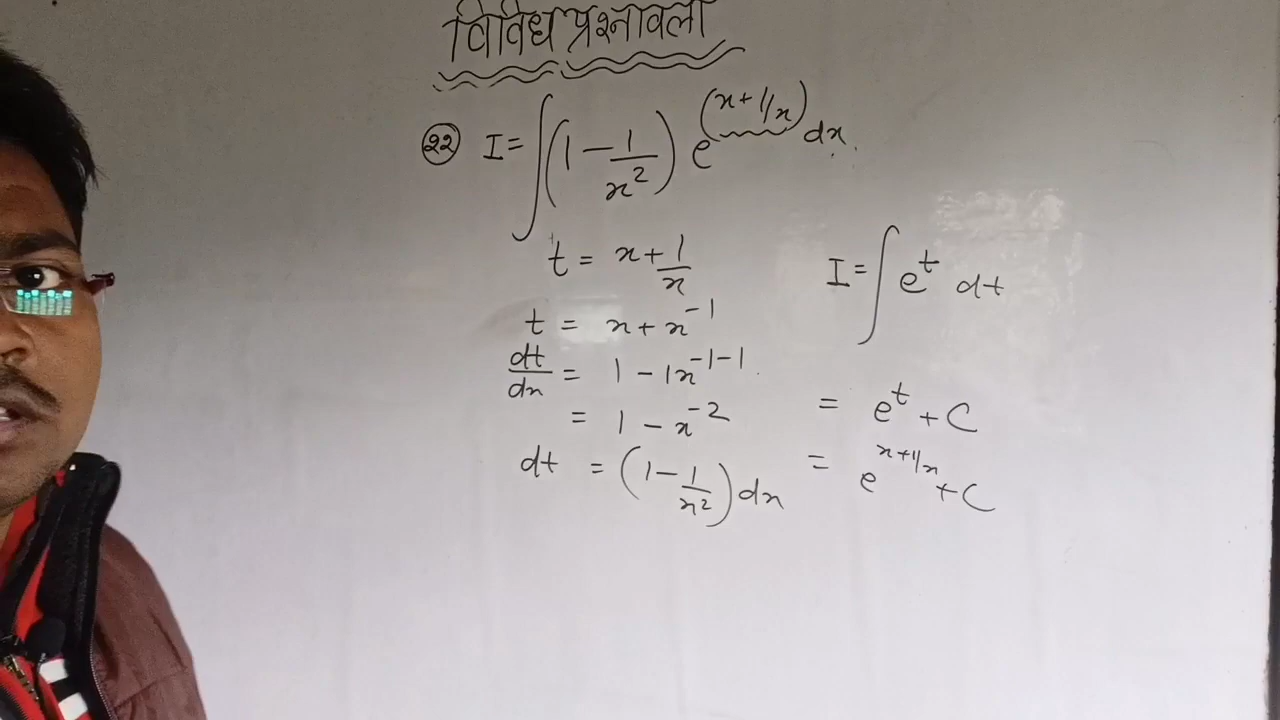 विविध प्रश्नावली
22 I = ∫(1 - 1/x²) e^(x + 1/x) dx.
t = x + 1/x
t = x + x^-1
dt/dx = 1 - 1x^-1-1
= 1 - x^-2
dt = (1 - 1/x²) dx
I = ∫ e^t dt
= e^t + C
= e^x+1/x + C